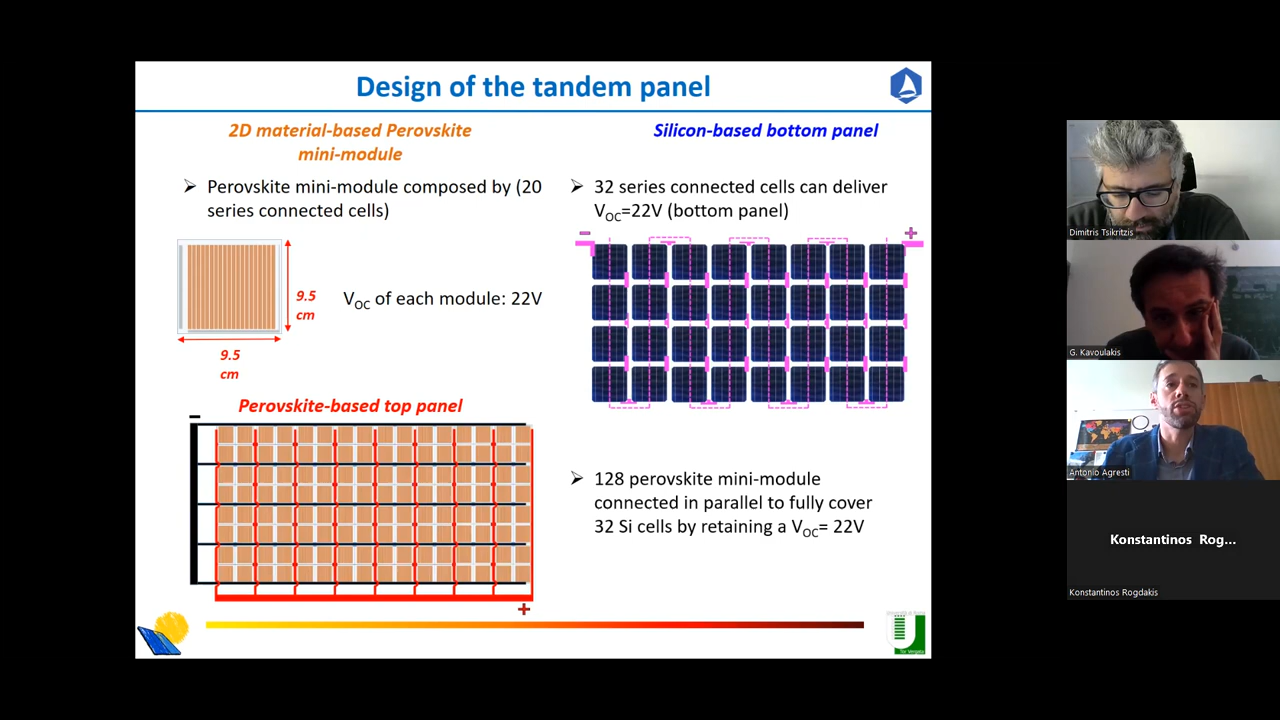 Design of the tandem panel
2D material-based Perovskite
mini-module
➢ Perovskite mini-module composed by (20
series connected cells)
9.5
cm
VOC of each module: 22V
9.5
cm
Perovskite-based top panel
-
+
Silicon-based bottom panel
➢ 32 series connected cells can deliver
VOC=22V (bottom panel)
-
+
➢ 128 perovskite mini-module
connected in parallel to fully cover
32 Si cells by retaining a VOC= 22V
Tor Vergata
Dimitris Tsikritzis
G. Kavoulakis
Antonio Agresti
Konstantinos Rog...
Konstantinos Rogdakis